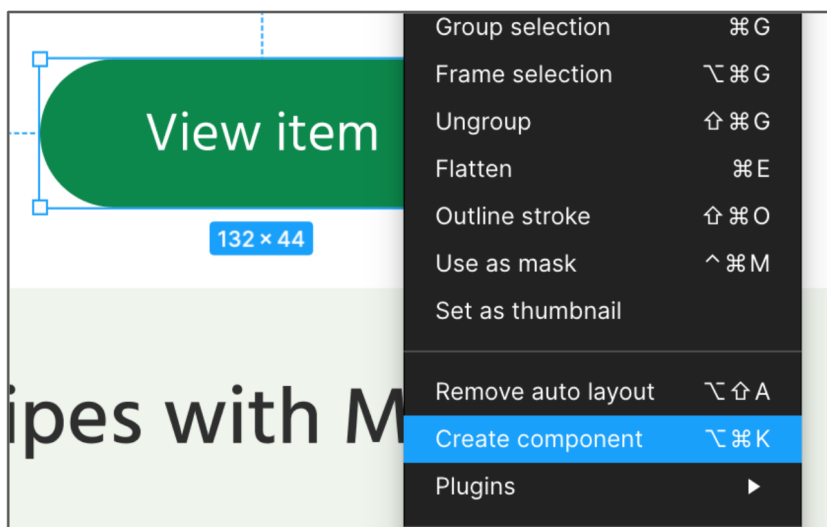 Group selection ⌘G
View item
Frame selection ⌥⌘G
Ungroup ⇧⌘G
Flatten ⌘E
Outline stroke ⇧⌘O
132 × 44
Use as mask ^⌘M
Set as thumbnail
Remove auto layout ⌥⇧A
ipes with M
Create component ⌥⌘K
Plugins ▶